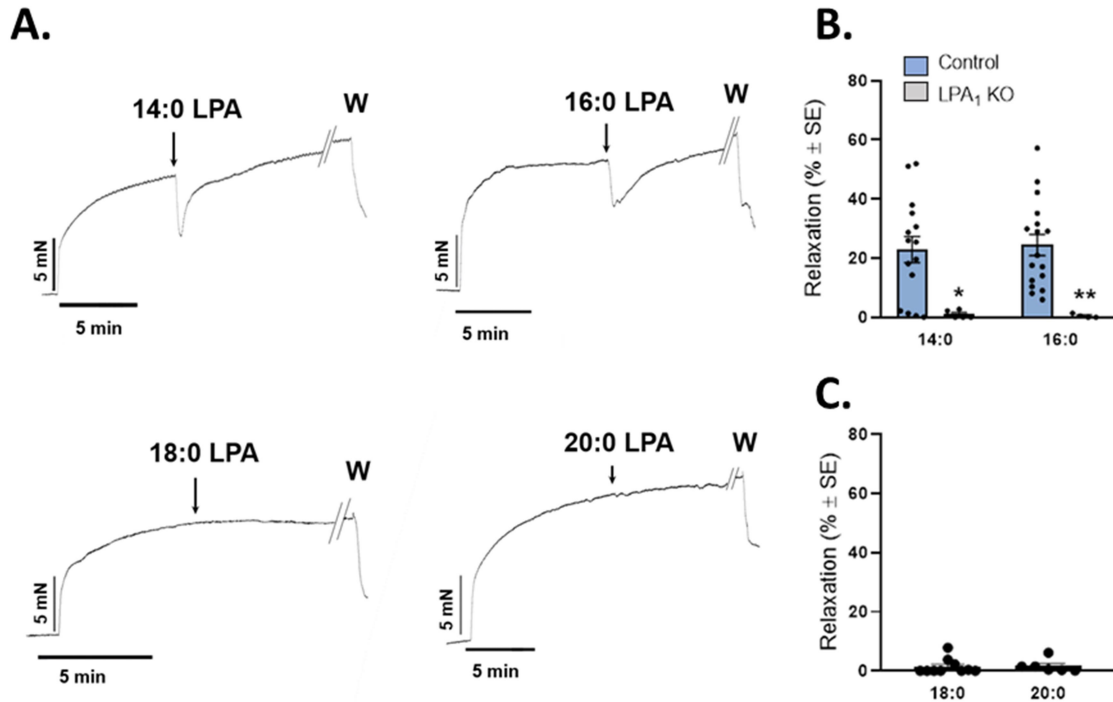 A.
14:0 LPA
W
5 mN
5 min
16:0 LPA
W
5 mN
5 min
18:0 LPA
W
5 mN
5 min
20:0 LPA
W
5 mN
5 min
B.
Control
LPA₁ KO
Relaxation (% ± SE)
80
60
40
20
0
*
**
14:0
16:0
C.
Relaxation (% ± SE)
80
60
40
20
0
18:0
20:0